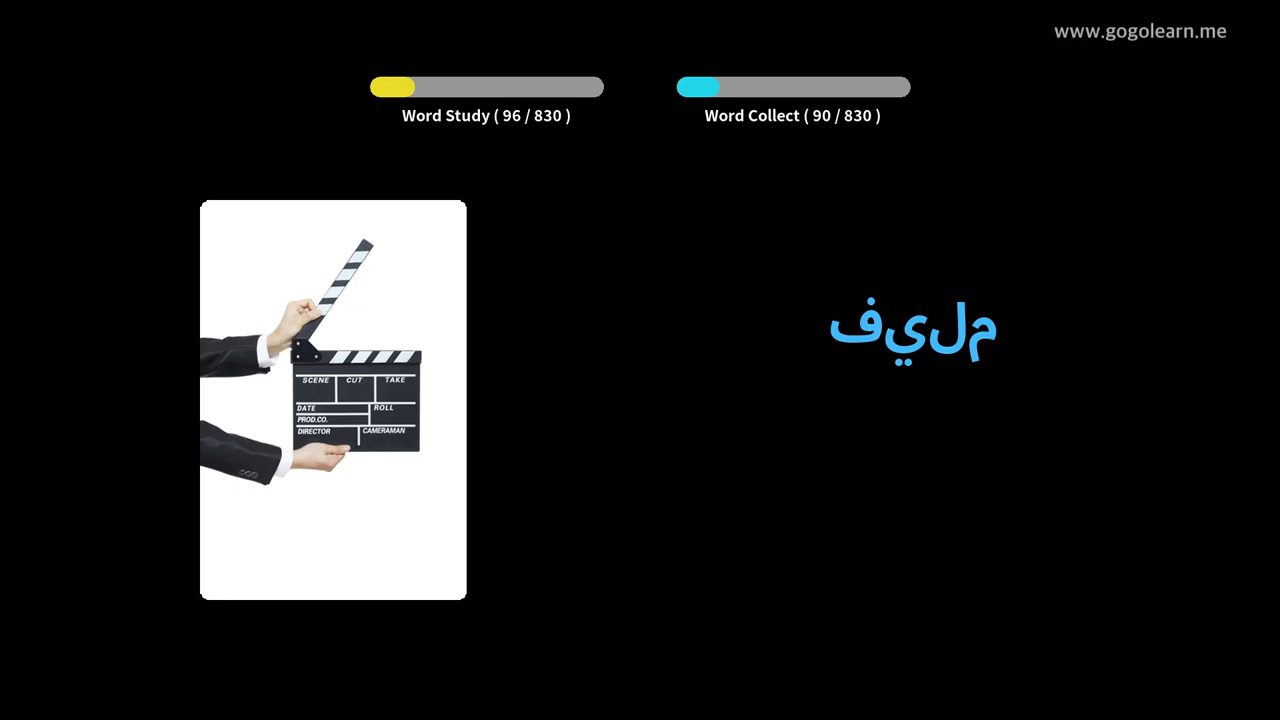 www.gogolearn.me
Word Study ( 96 / 830 )
Word Collect ( 90 / 830 )
SCENE CUT TAKE
DATE ROLL
PROD.CO.
DIRECTOR CAMERAMAN
مليف